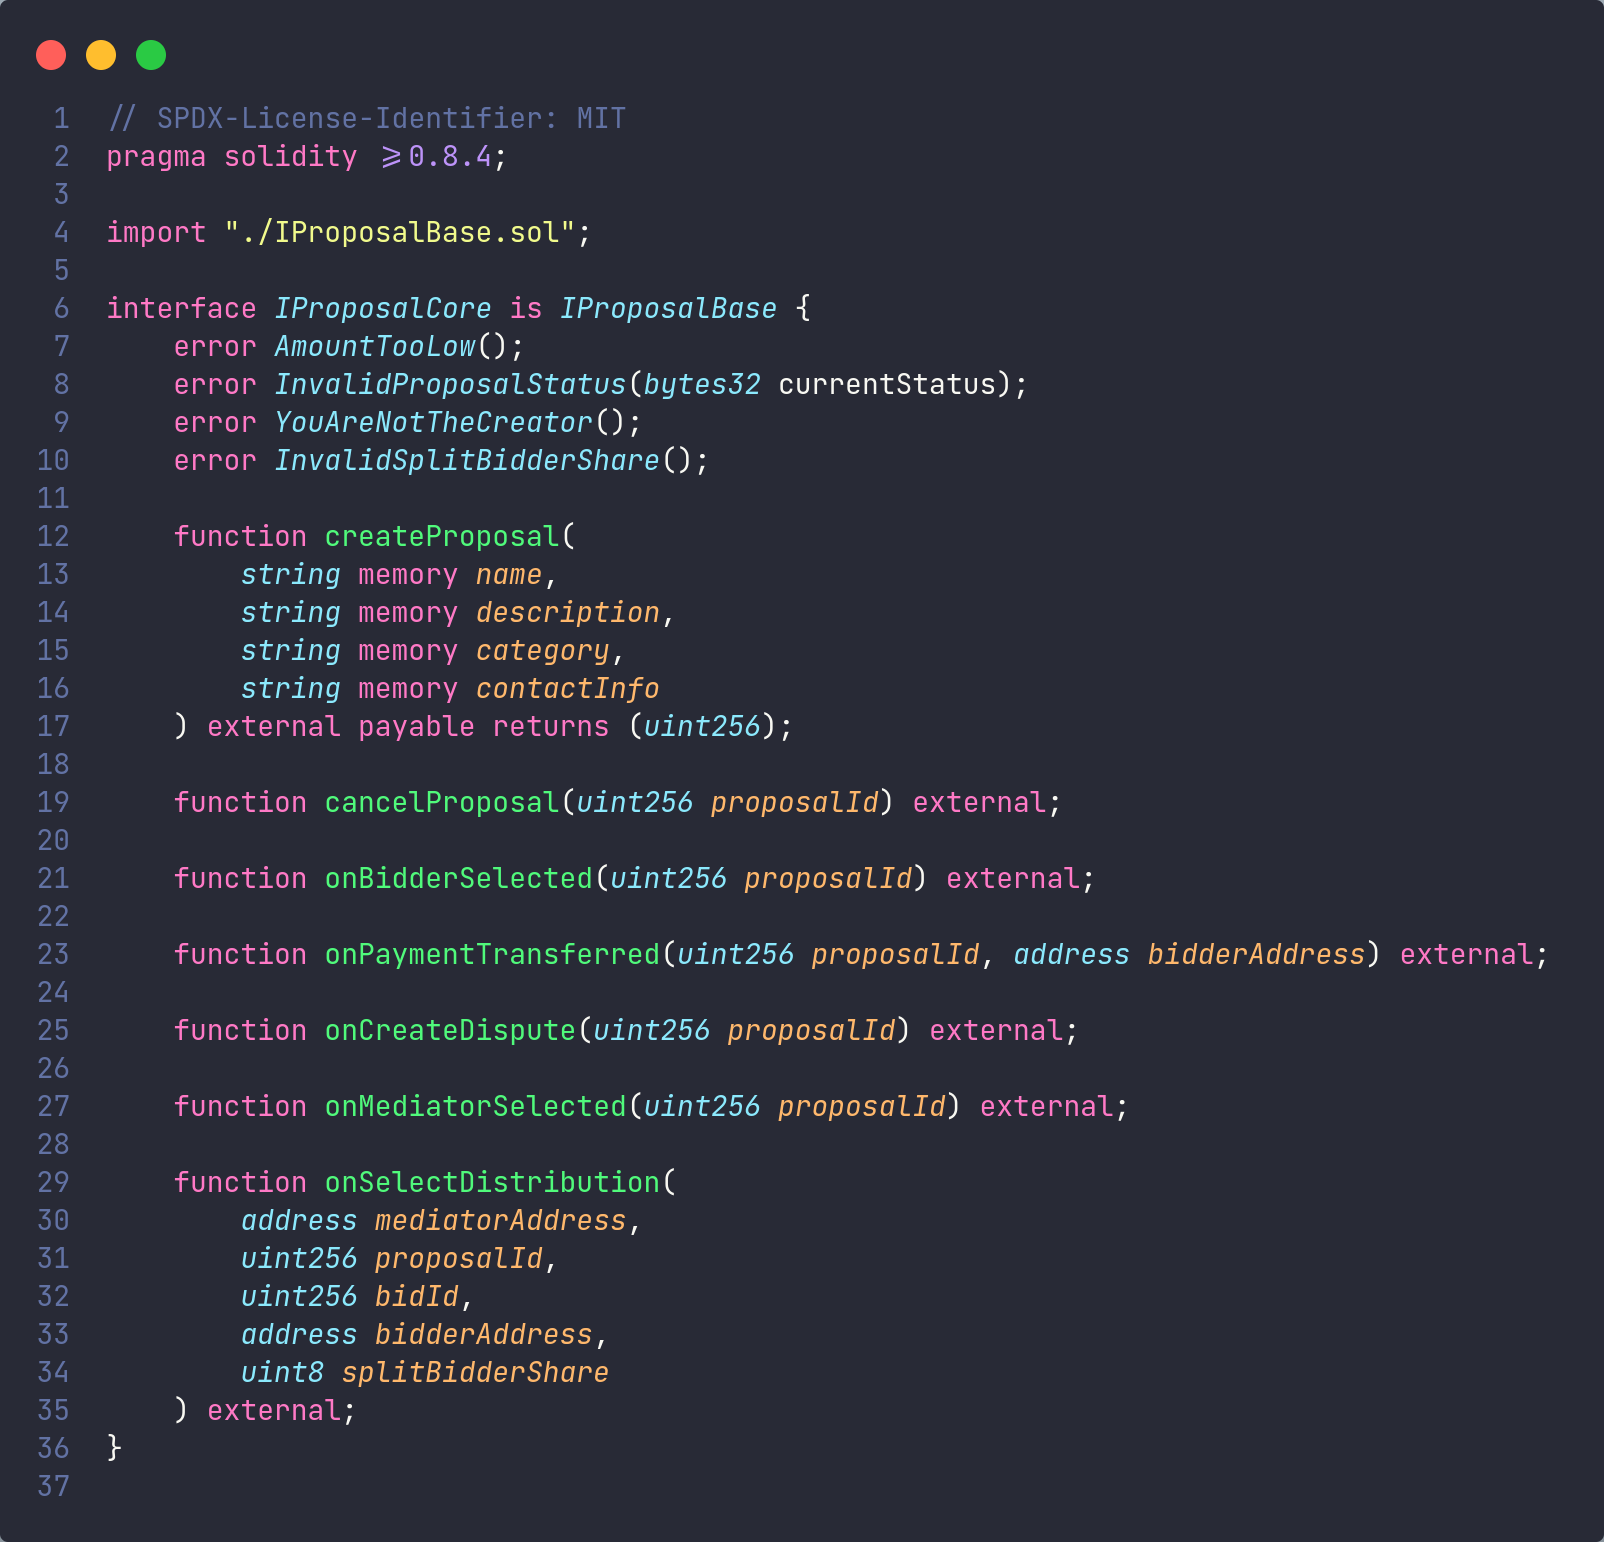 1 // SPDX-License-Identifier: MIT
2 pragma solidity >=0.8.4;
3
4 import "./IProposalBase.sol";
5
6 interface IProposalCore is IProposalBase {
7     error AmountTooLow();
8     error InvalidProposalStatus(bytes32 currentStatus);
9     error YouAreNotTheCreator();
10     error InvalidSplitBidderShare();
11
12     function createProposal(
13         string memory name,
14         string memory description,
15         string memory category,
16         string memory contactInfo
17     ) external payable returns (uint256);
18
19     function cancelProposal(uint256 proposalId) external;
20
21     function onBidderSelected(uint256 proposalId) external;
22
23     function onPaymentTransferred(uint256 proposalId, address bidderAddress) external;
24
25     function onCreateDispute(uint256 proposalId) external;
26
27     function onMediatorSelected(uint256 proposalId) external;
28
29     function onSelectDistribution(
30         address mediatorAddress,
31         uint256 proposalId,
32         uint256 bidId,
33         address bidderAddress,
34         uint8 splitBidderShare
35     ) external;
36 }
37